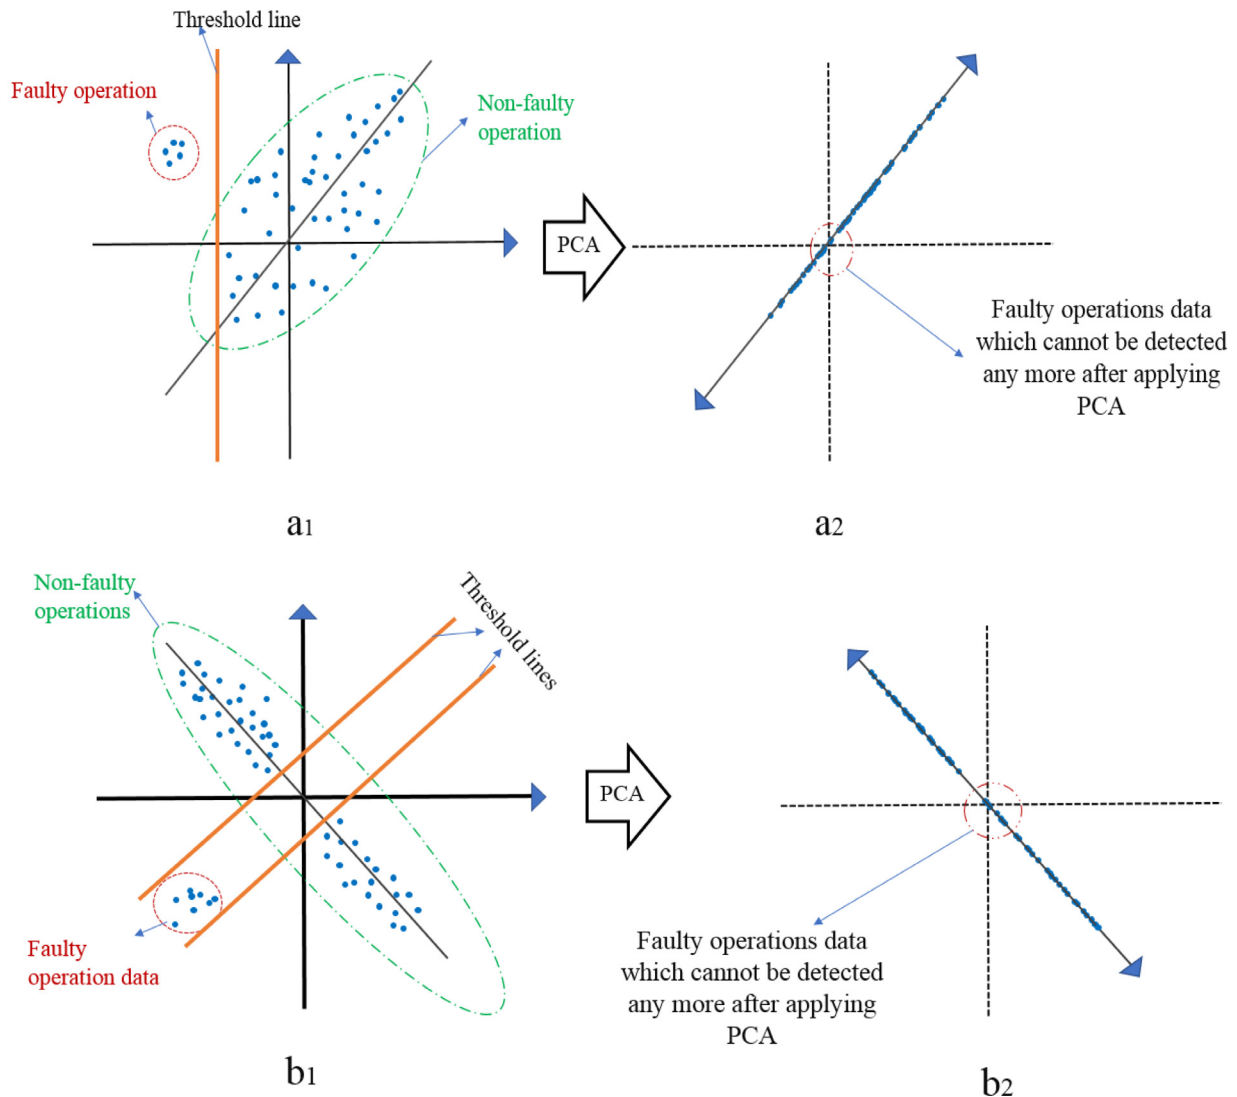 Threshold line
Faulty operation
Non-faulty
operation
PCA
Faulty operations data
which cannot be detected
any more after applying
PCA
a1
a2
Non-faulty
operations
Threshold lines
PCA
Faulty
operation data
Faulty operations data
which cannot be detected
any more after applying
PCA
b1
b2